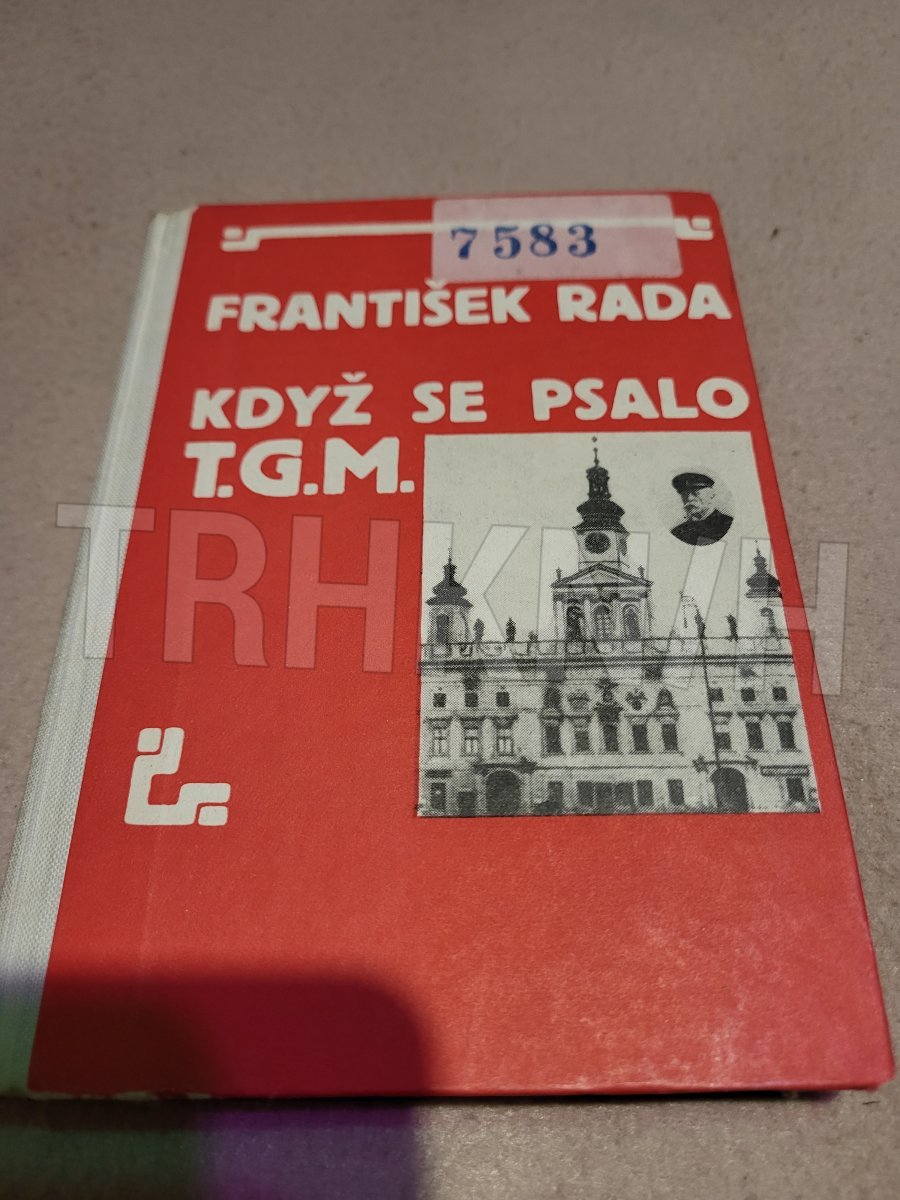 7583
FRANTIŠEK RADA
KDYŽ SE PSALO
T.G.M.
TRHKNIH